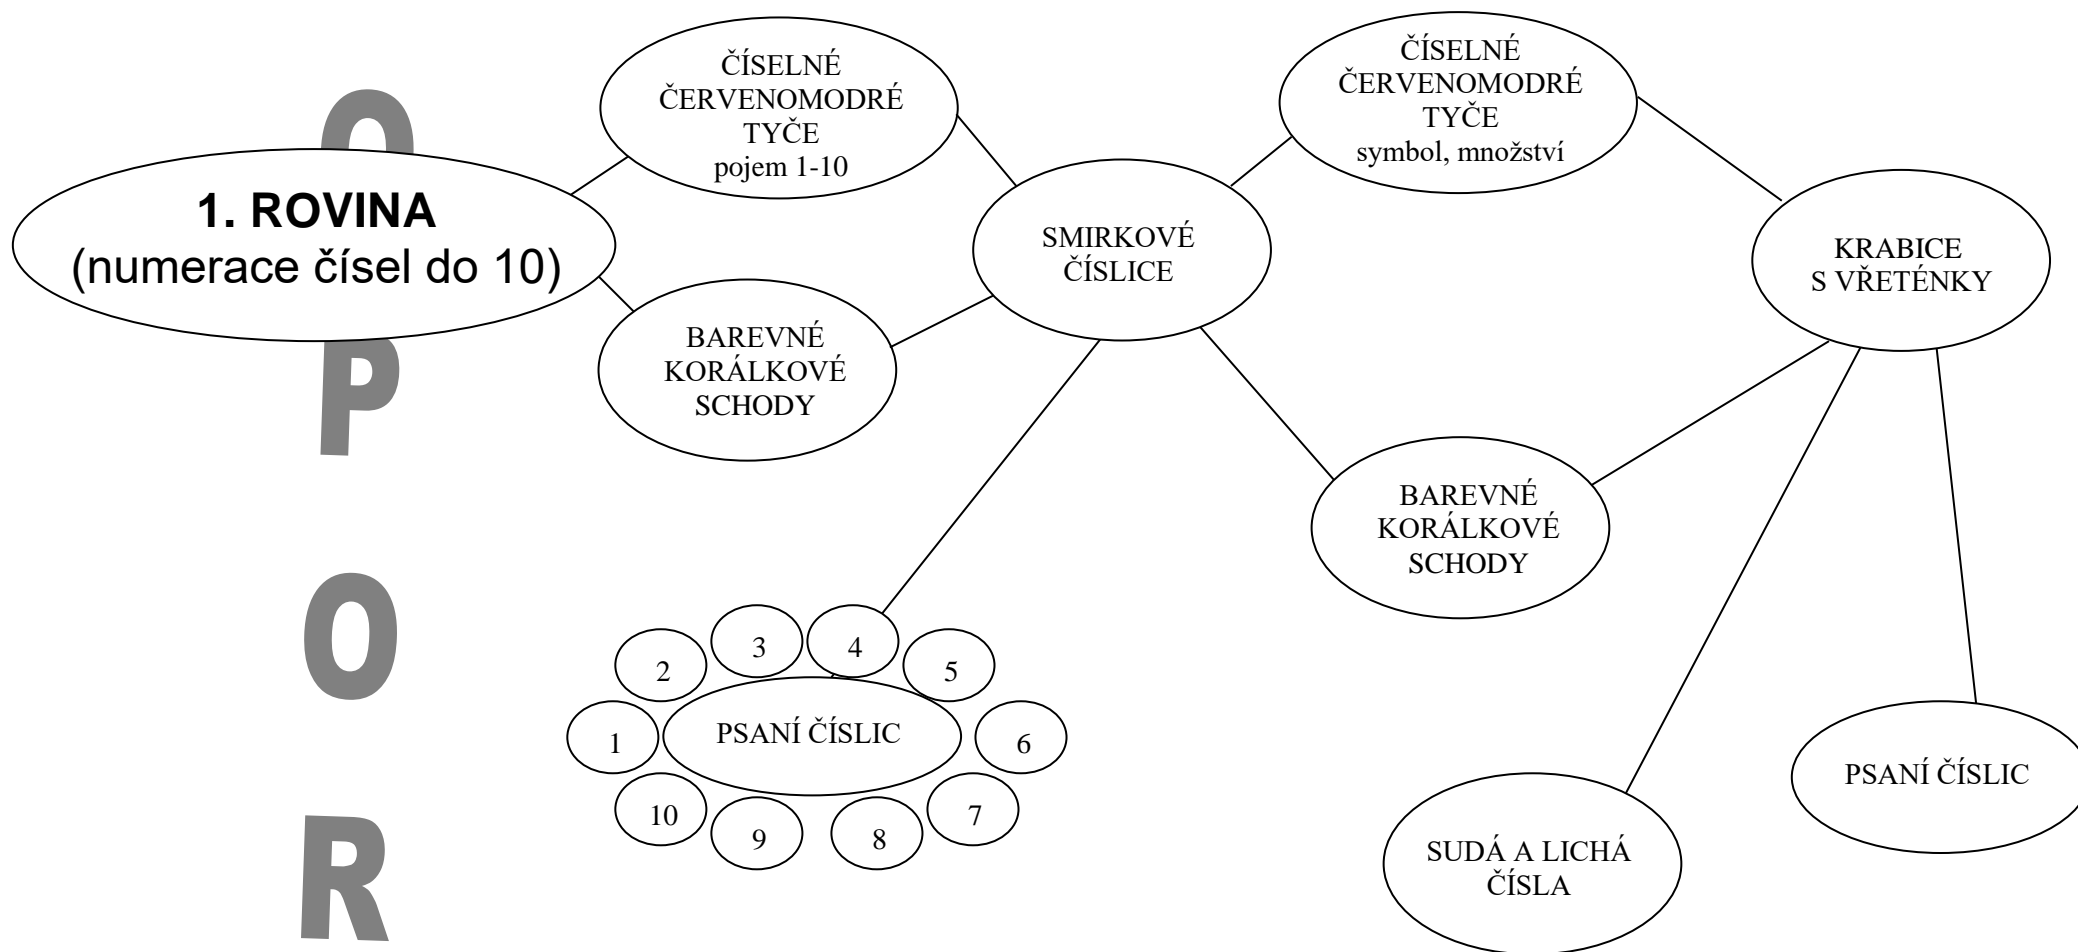 O
P
O
R
1. ROVINA
(numerace čísel do 10)
ČÍSELNÉ
ČERVENOMODRÉ
TYČE
pojem 1-10
BAREVNÉ
KORÁLKOVÉ
SCHODY
SMIRKOVÉ
ČÍSLICE
ČÍSELNÉ
ČERVENOMODRÉ
TYČE
symbol, množství
KRABICE
S VŘETÉNKY
BAREVNÉ
KORÁLKOVÉ
SCHODY
1
2
3
4
5
6
7
8
9
10
PSANÍ ČÍSLIC
SUDÁ A LICHÁ
ČÍSLA
PSANÍ ČÍSLIC